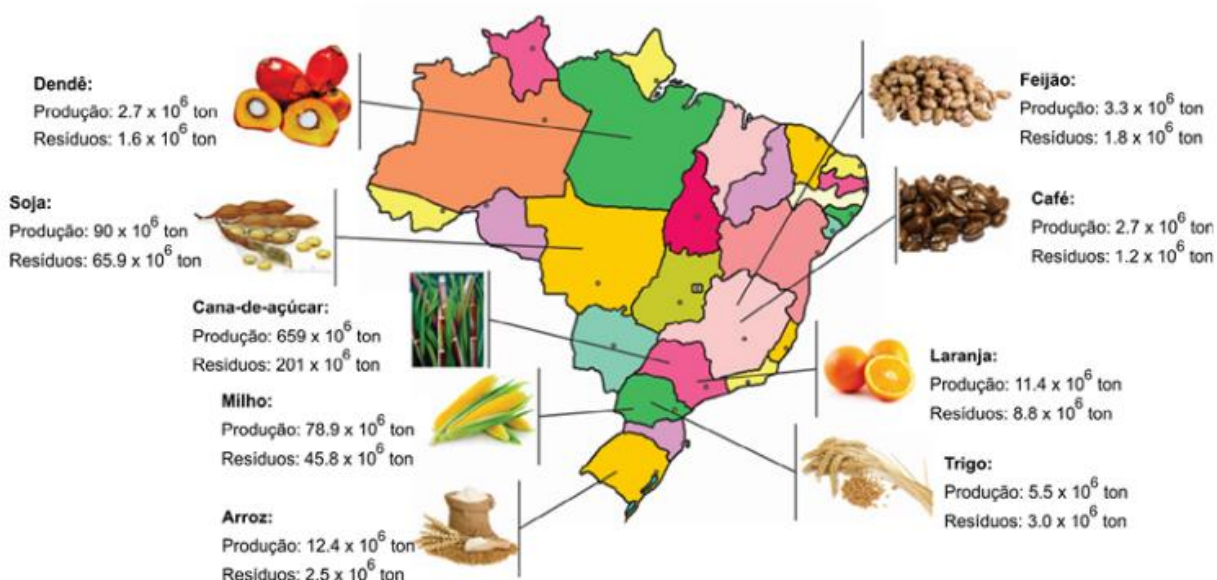 Dendê:
Produção: 2.7 x 10⁶ ton
Resíduos: 1.6 x 10⁶ ton
Soja:
Produção: 90 x 10⁶ ton
Resíduos: 65.9 x 10⁶ ton
Cana-de-açúcar:
Produção: 659 x 10⁶ ton
Resíduos: 201 x 10⁶ ton
Milho:
Produção: 78.9 x 10⁶ ton
Resíduos: 45.8 x 10⁶ ton
Arroz:
Produção: 12.4 x 10⁶ ton
Resíduos: 2.5 x 10⁶ ton
Feijão:
Produção: 3.3 x 10⁶ ton
Resíduos: 1.8 x 10⁶ ton
Café:
Produção: 2.7 x 10⁶ ton
Resíduos: 1.2 x 10⁶ ton
Laranja:
Produção: 11.4 x 10⁶ ton
Resíduos: 8.8 x 10⁶ ton
Trigo:
Produção: 5.5 x 10⁶ ton
Resíduos: 3.0 x 10⁶ ton